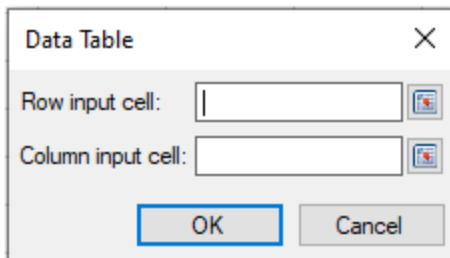 Data Table
Row input cell:
Column input cell:
OK
Cancel